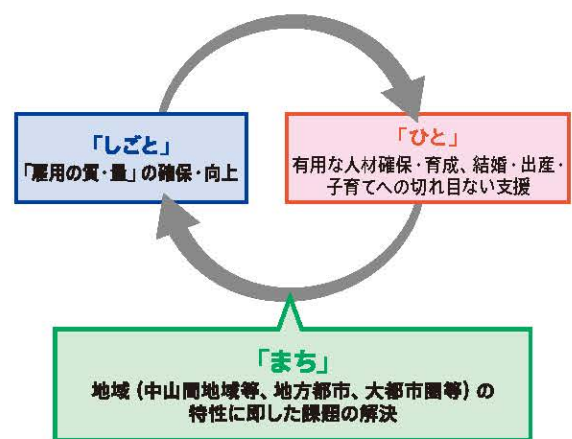 「しごと」
「雇用の質・量」の確保・向上
「ひと」
有用な人材確保・育成、結婚・出産・
子育てへの切れ目ない支援
「まち」
地域（中山間地域等、地方都市、大都市圏等）の
特性に即した課題の解決